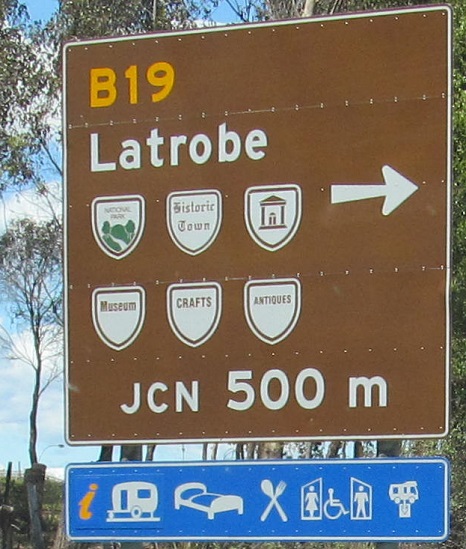 B19
Latrobe
NATIONAL
PARK
Historic
Town
Museum
CRAFTS
ANTIQUES
JCN 500 m
i